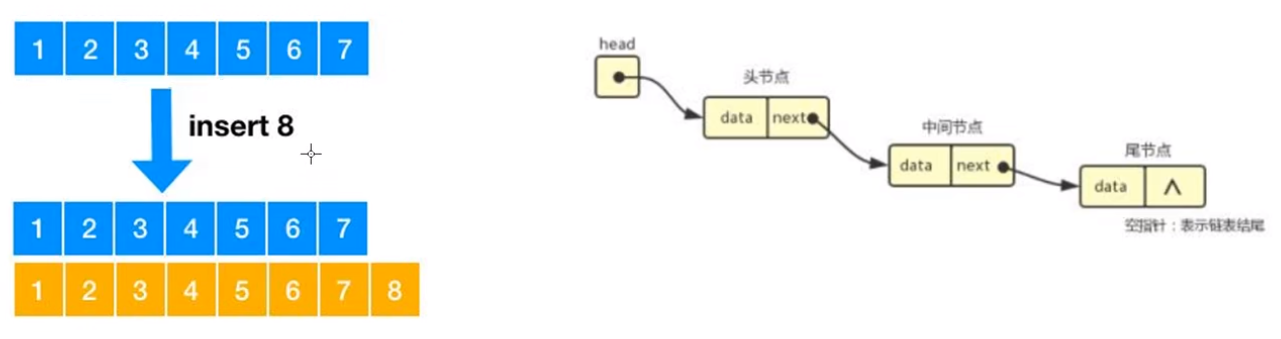 1 2 3 4 5 6 7
insert 8
1 2 3 4 5 6 7
1 2 3 4 5 6 7 8
head
头节点
data next
中间节点
data next
尾节点
data ∧
空指针：表示链表结尾